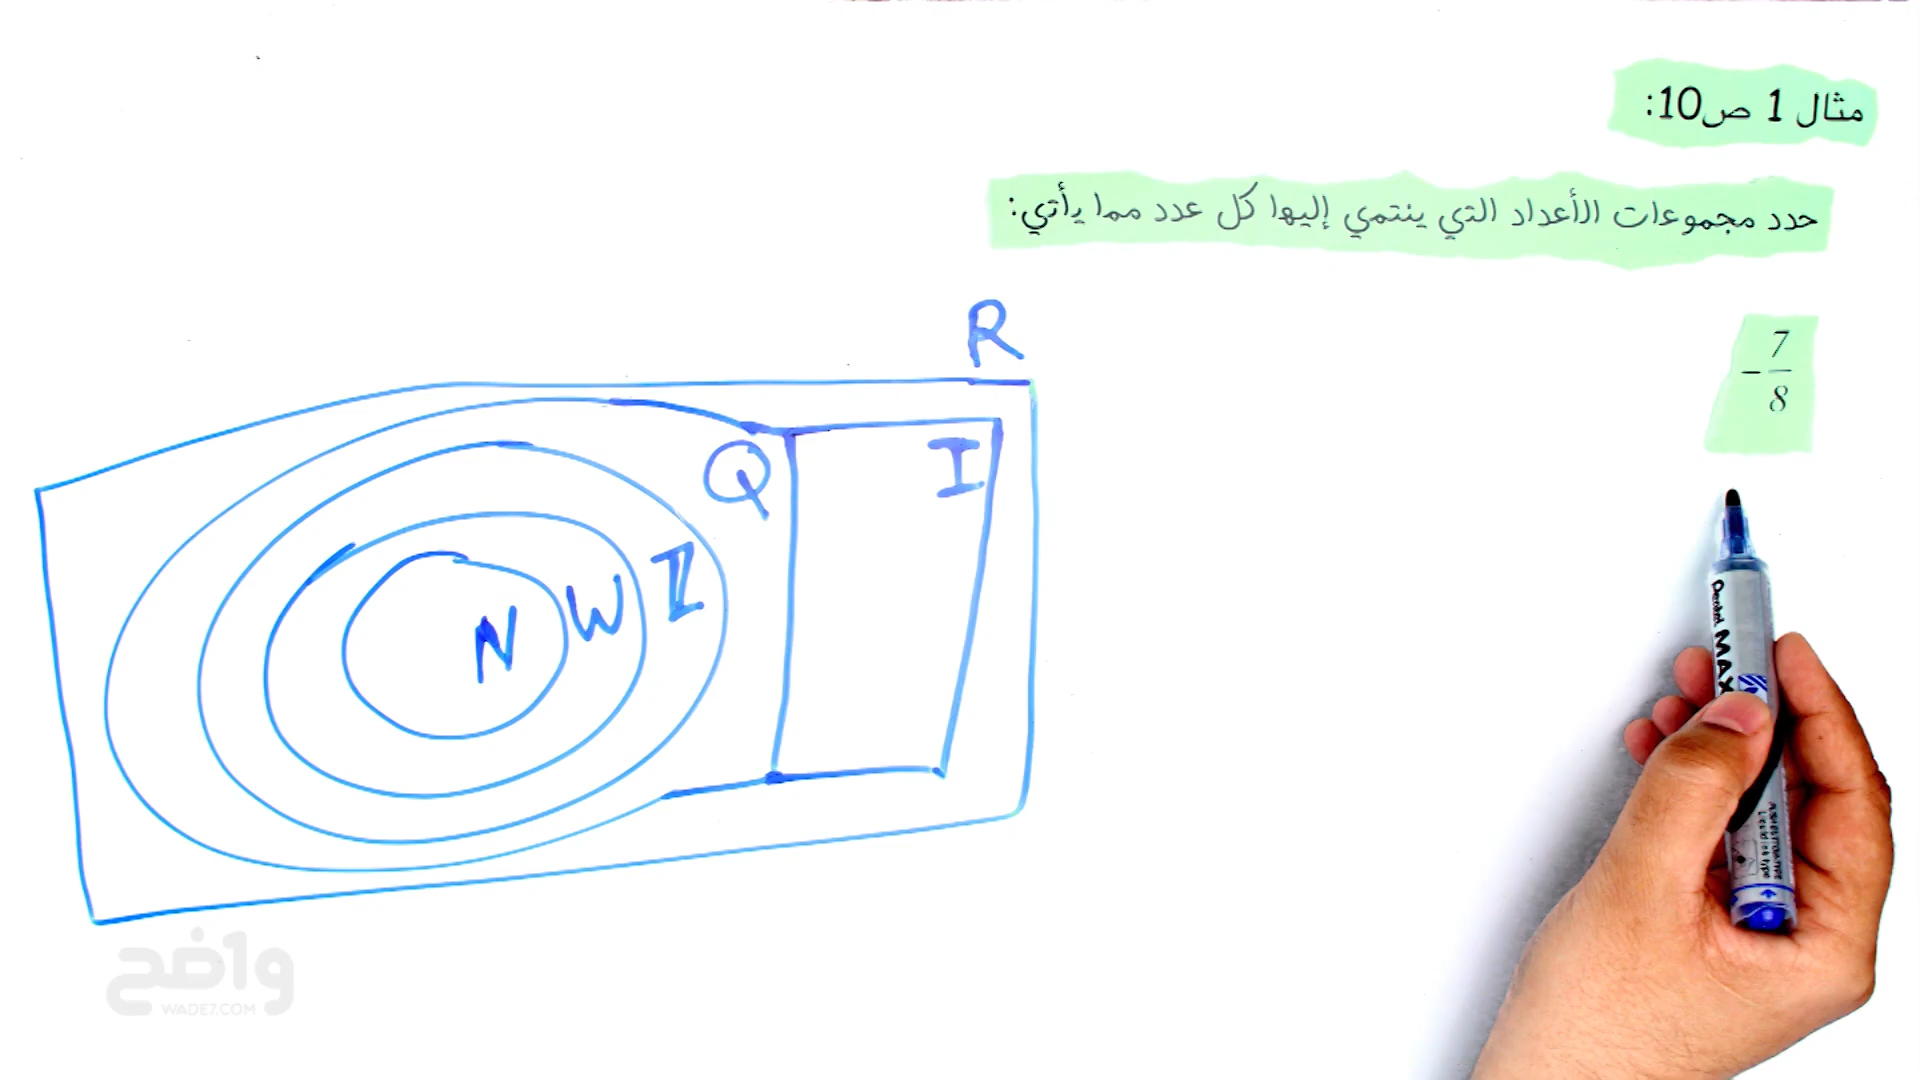 مثال 1 ص10:
حدد مجموعات الأعداد التي ينتمي إليها كل عدد مما يأتي:
R
- 7/8
Q
I
Z
W
N
Pentel MAX
واضح
WADE7.COM